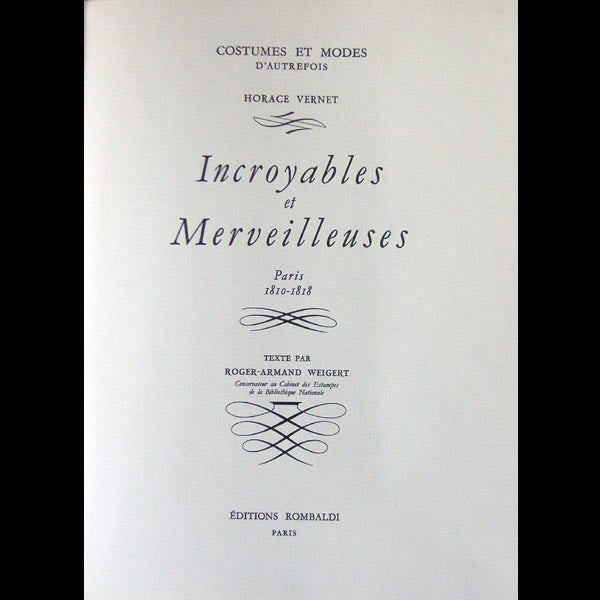 COSTUMES ET MODES
D'AUTREFOIS
HORACE VERNET
Incroyables
et
Merveilleuses
Paris
1810-1818
TEXTE PAR
ROGER-ARMAND WEIGERT
Conservateur au Cabinet des Estampes
de la Bibliothèque Nationale
ÉDITIONS ROMBALDI
PARIS